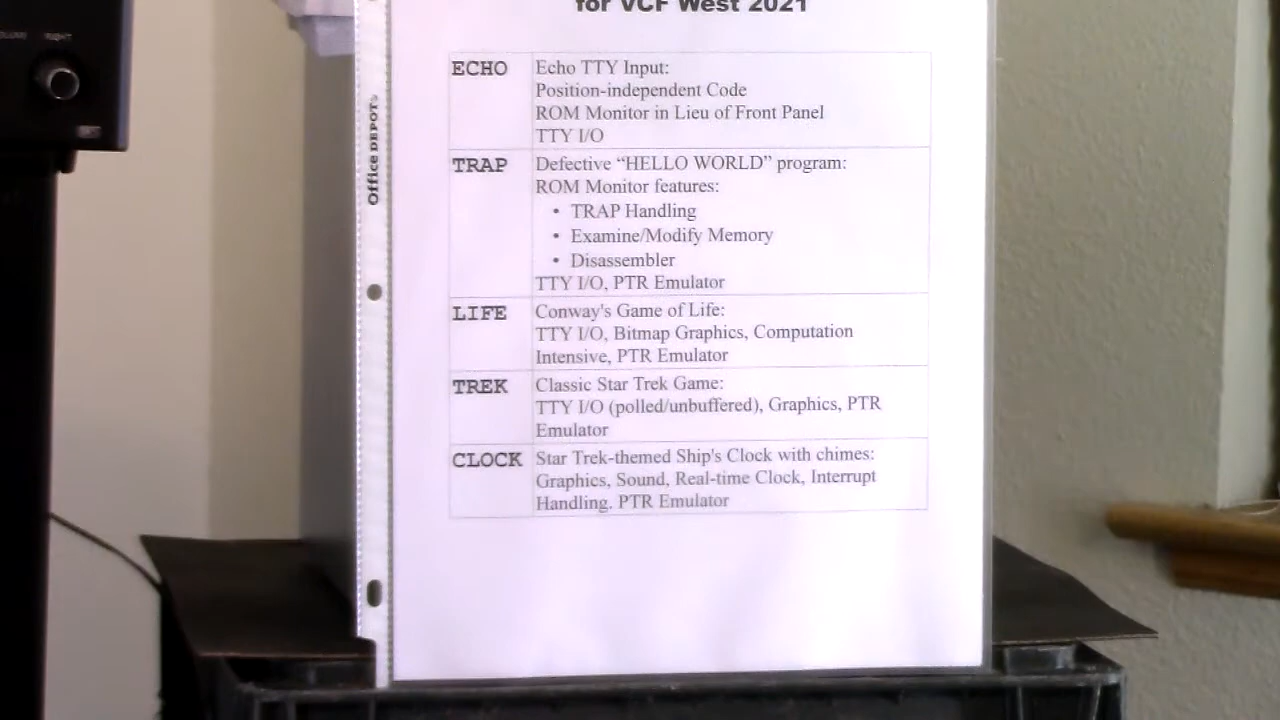 for VCF West 2021
ECHO
Echo TTY Input:
Position-independent Code
ROM Monitor in Lieu of Front Panel
TTY I/O
TRAP
Defective “HELLO WORLD” program:
ROM Monitor features:
• TRAP Handling
• Examine/Modify Memory
• Disassembler
TTY I/O, PTR Emulator
LIFE
Conway's Game of Life:
TTY I/O, Bitmap Graphics, Computation
Intensive, PTR Emulator
TREK
Classic Star Trek Game:
TTY I/O (polled/unbuffered), Graphics, PTR
Emulator
CLOCK
Star Trek-themed Ship's Clock with chimes:
Graphics, Sound, Real-time Clock, Interrupt
Handling. PTR Emulator
Office DEPOT
RIGHT